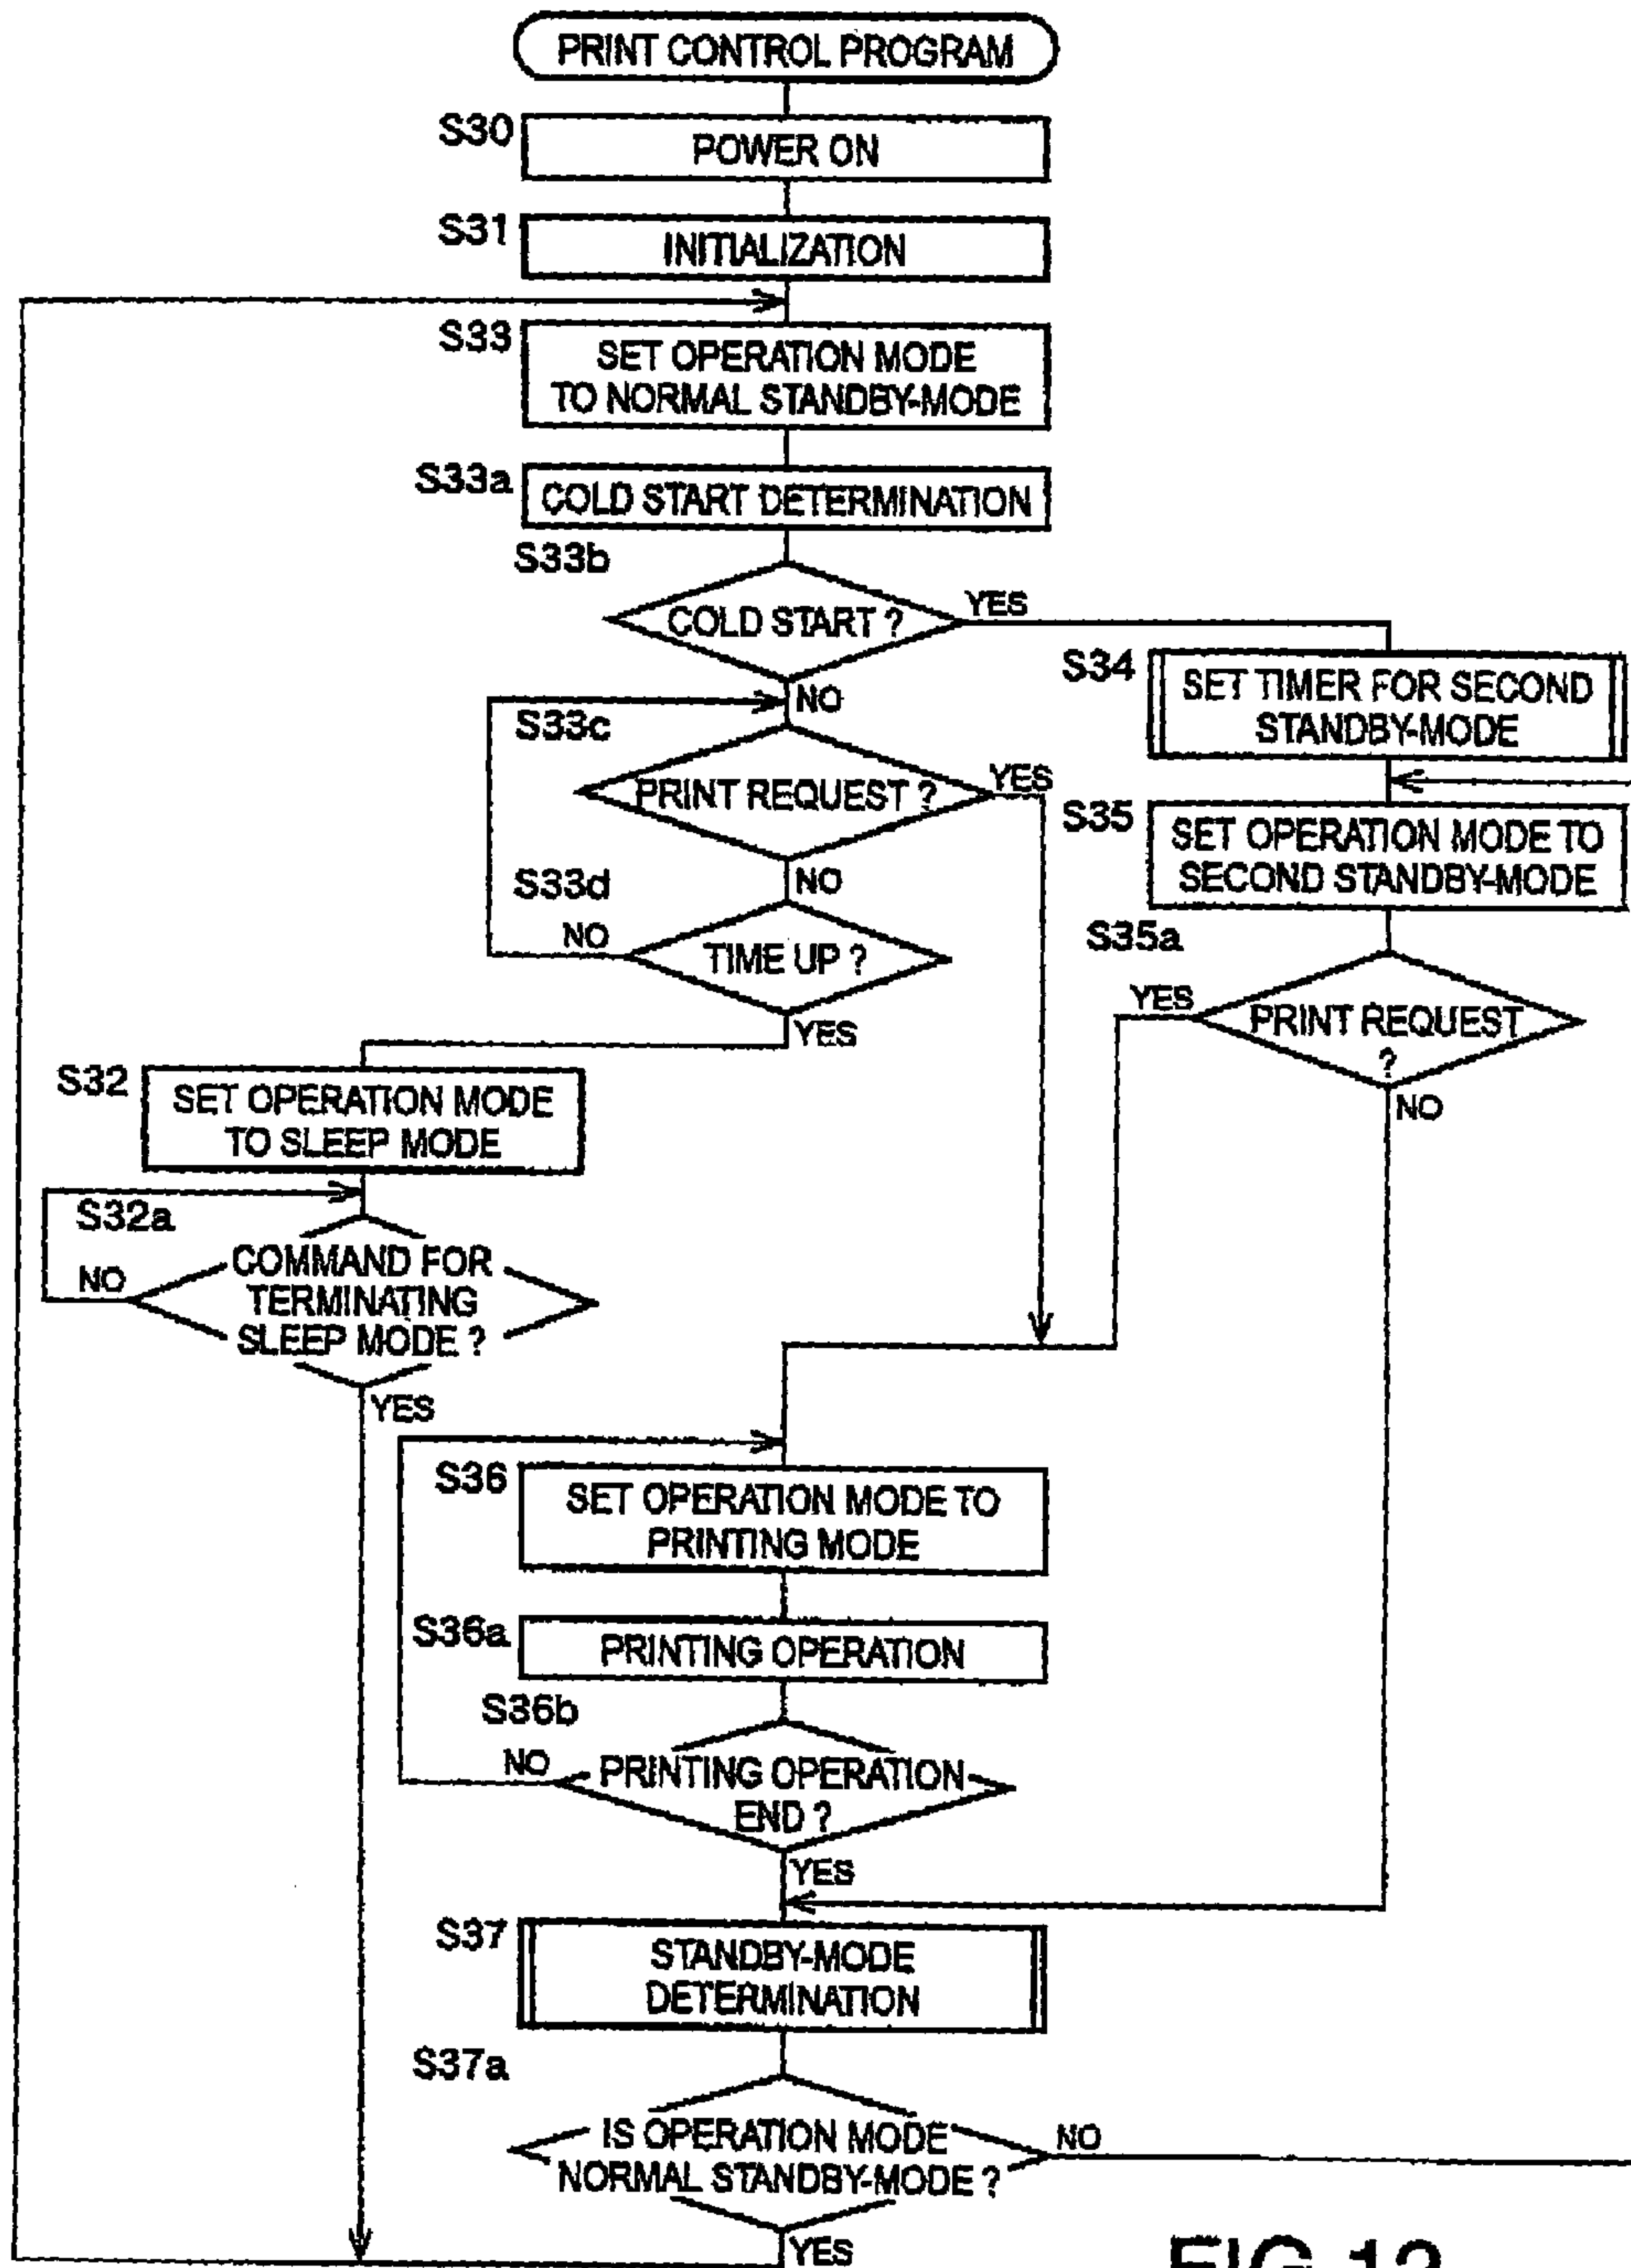 PRINT CONTROL PROGRAM
S30
POWER ON
S31
INITIALIZATION
S33
SET OPERATION MODE
TO NORMAL STANDBY-MODE
S33a
COLD START DETERMINATION
S33b
COLD START ?
YES
NO
S34
SET TIMER FOR SECOND
STANDBY-MODE
S33c
PRINT REQUEST ?
YES
NO
S35
SET OPERATION MODE TO
SECOND STANDBY-MODE
S33d
TIME UP ?
NO
YES
S35a
PRINT REQUEST
?
YES
NO
S32
SET OPERATION MODE
TO SLEEP MODE
S32a
COMMAND FOR
TERMINATING
SLEEP MODE ?
NO
YES
S36
SET OPERATION MODE TO
PRINTING MODE
S36a
PRINTING OPERATION
S36b
PRINTING OPERATION
END ?
NO
YES
S37
STANDBY-MODE
DETERMINATION
S37a
IS OPERATION MODE
NORMAL STANDBY-MODE ?
NO
YES